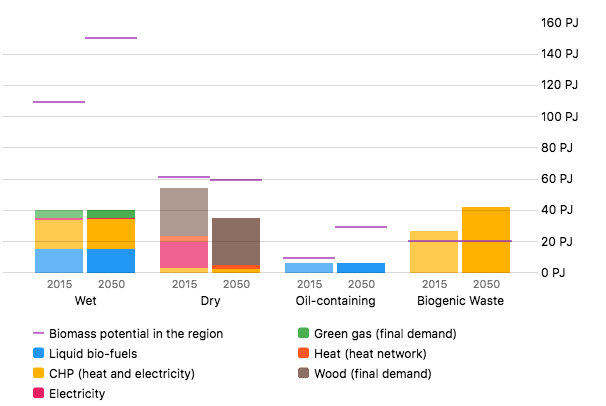 160 PJ
140 PJ
120 PJ
100 PJ
80 PJ
60 PJ
40 PJ
20 PJ
0 PJ
2015 2050 2015 2050 2015 2050 2015 2050
Wet Dry Oil-containing Biogenic Waste
Biomass potential in the region Green gas (final demand)
Liquid bio-fuels Heat (heat network)
CHP (heat and electricity) Wood (final demand)
Electricity